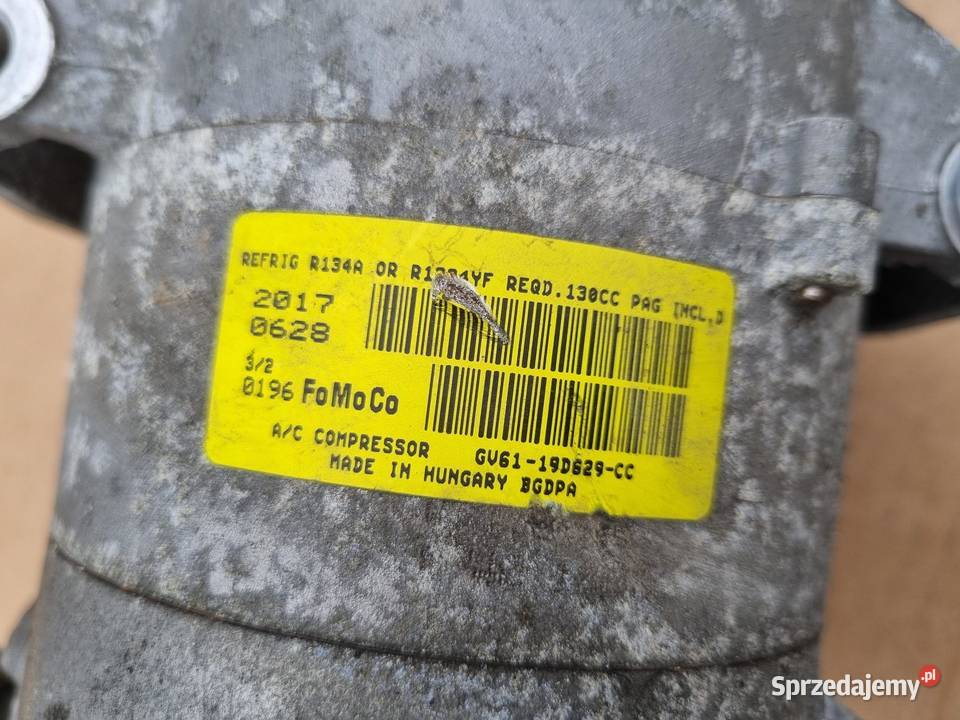 REFRIG R134A OR YF REQD.130CC PAG INCL.D
2017
0628
3/2
0196 FoMoCo
A/C COMPRESSOR GV61-19D629-CC
MADE IN HUNGARY BGDPA
Sprzedajemy.pl